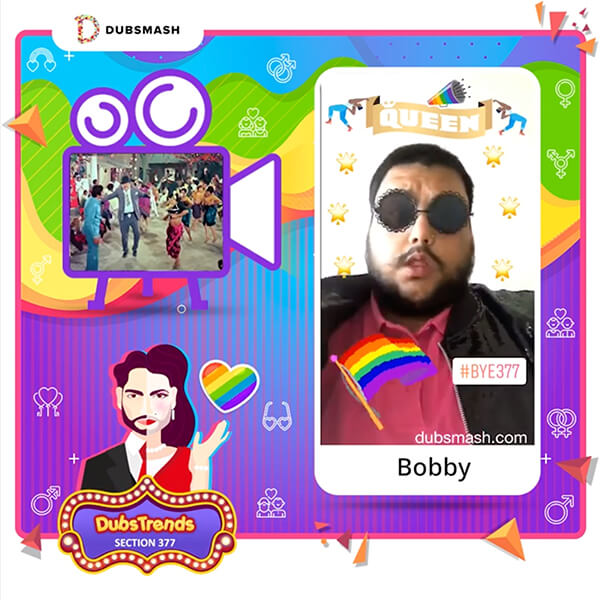 DUBSMASH
QUEEN
#BYE377
dubsmash.com
Bobby
DubsTrends
SECTION 377